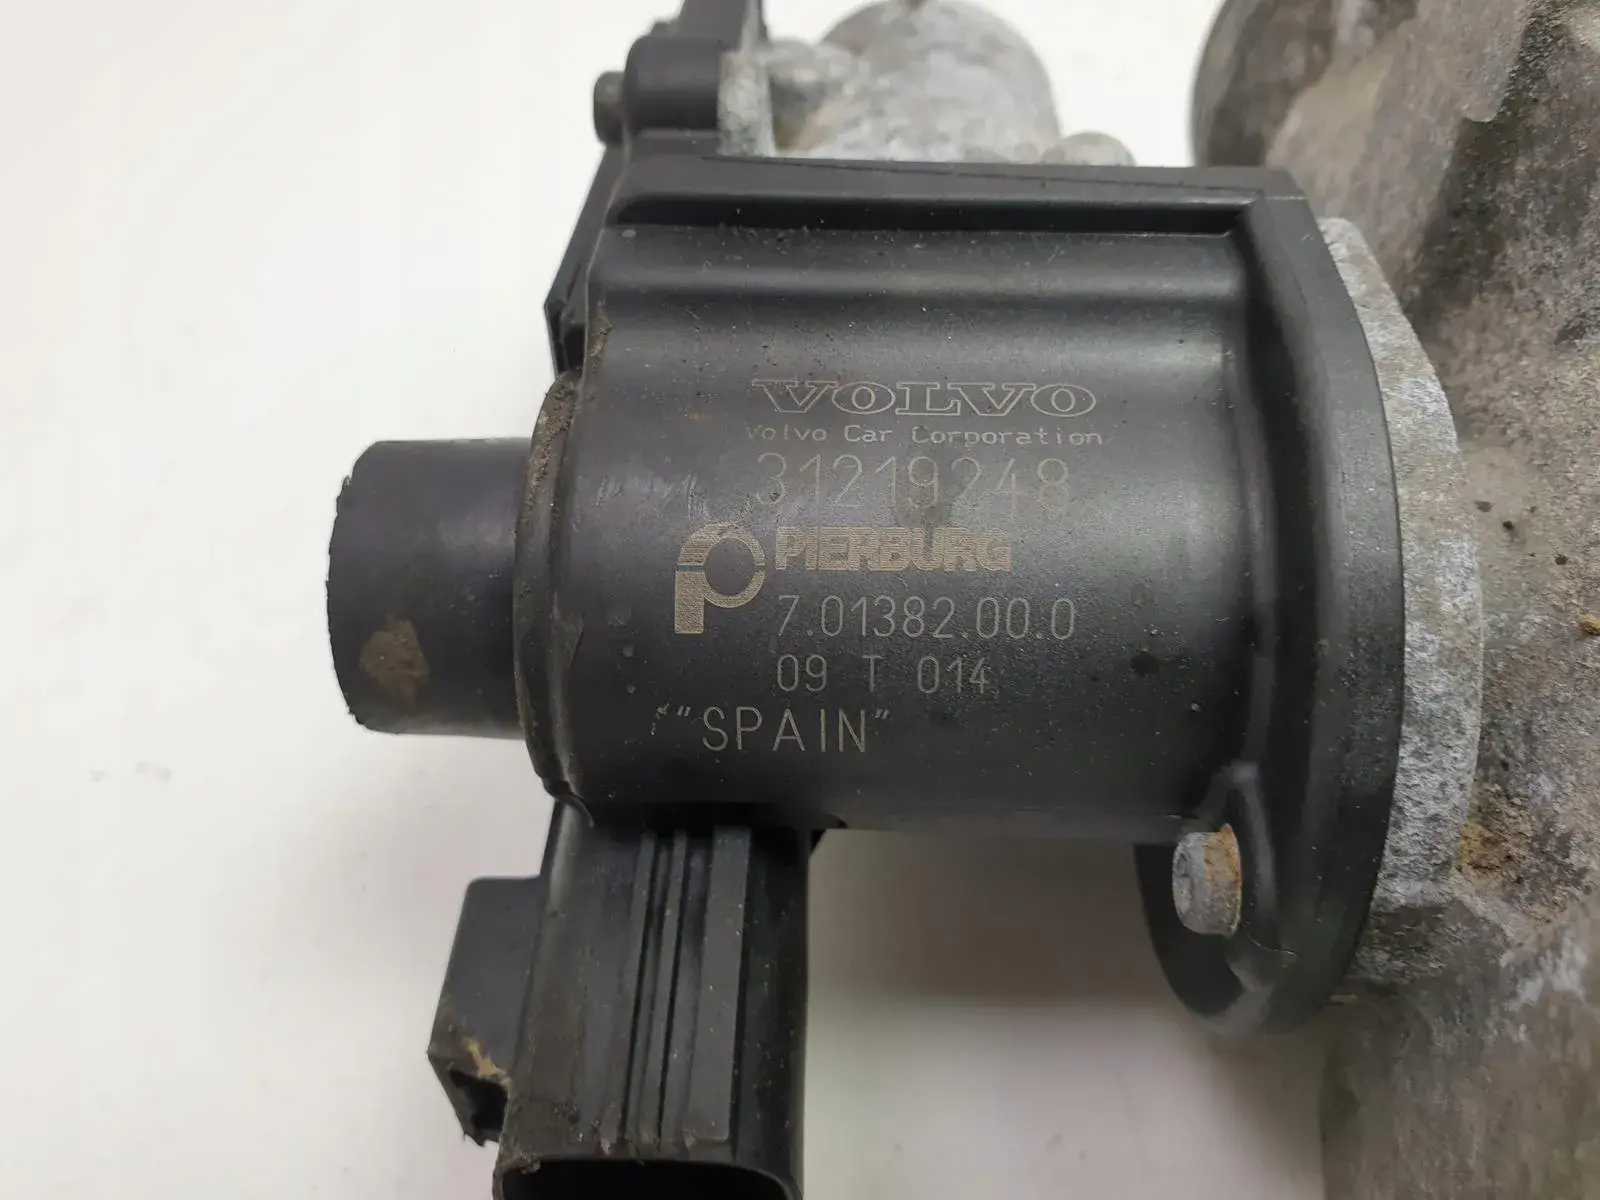 VOLVO
Volvo Car Corporation
31219248
PIERBURG
7.01382.00.0
09 T 014
"SPAIN"